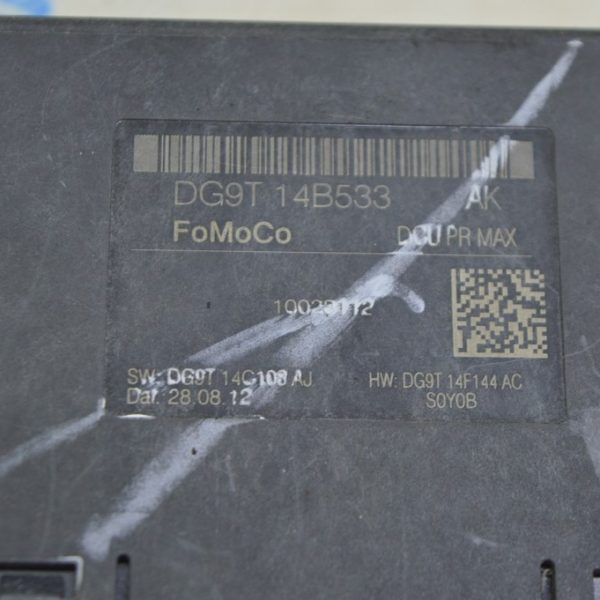 DG9T 14B533 AK
FoMoCo DCU PR MAX
SW: DG9T 14C108 AJ HW: DG9T 14F144 AC
Dat. 28.08.12 S0Y0B